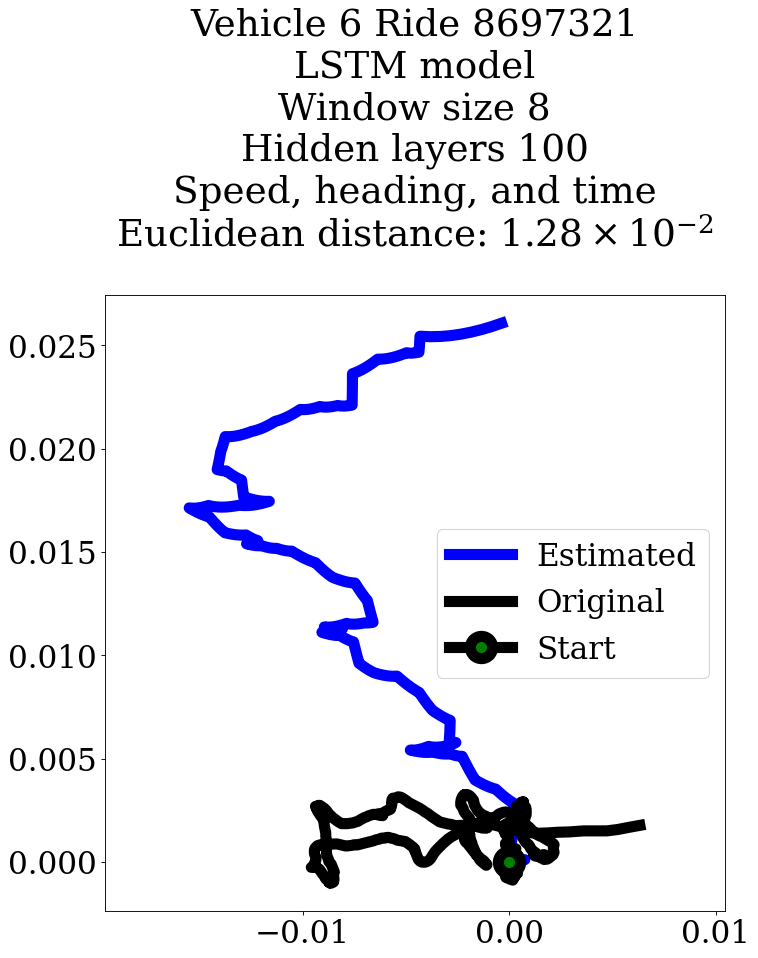 Vehicle 6 Ride 8697321
LSTM model
Window size 8
Hidden layers 100
Speed, heading, and time
Euclidean distance: 1.28 × 10⁻²
0.025
0.020
0.015
0.010
0.005
0.000
Estimated
Original
Start
−0.01
0.00
0.01